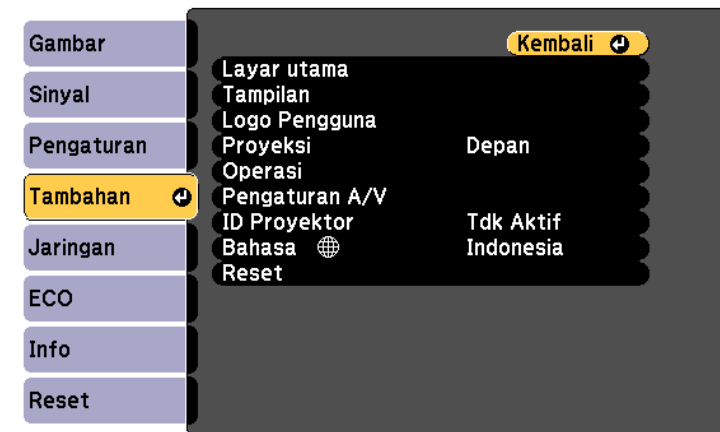 Gambar
Sinyal
Pengaturan
Tambahan
Jaringan
ECO
Info
Reset
Kembali
Layar utama
Tampilan
Logo Pengguna
Proyeksi Depan
Operasi
Pengaturan A/V
ID Proyektor Tdk Aktif
Bahasa Indonesia
Reset